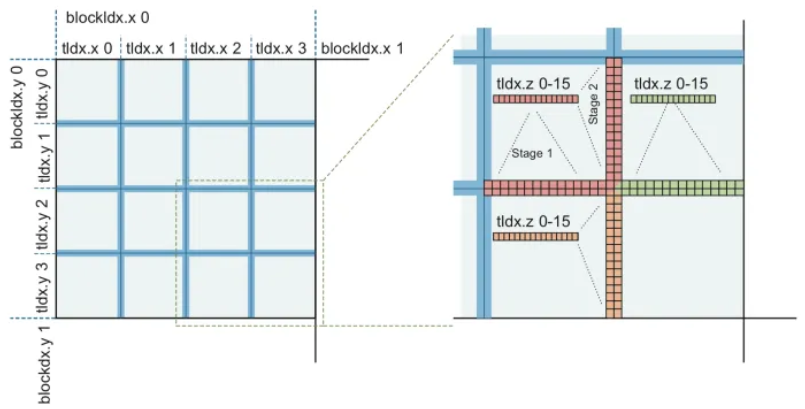 blockIdx.x 0
tIdx.x 0 tIdx.x 1 tIdx.x 2 tIdx.x 3 blockIdx.x 1
blockIdx.y 0
tIdx.y 0
tIdx.y 1
tIdx.y 2
tIdx.y 3
blockIdx.y 1
tIdx.z 0-15
Stage 2
tIdx.z 0-15
Stage 1
tIdx.z 0-15